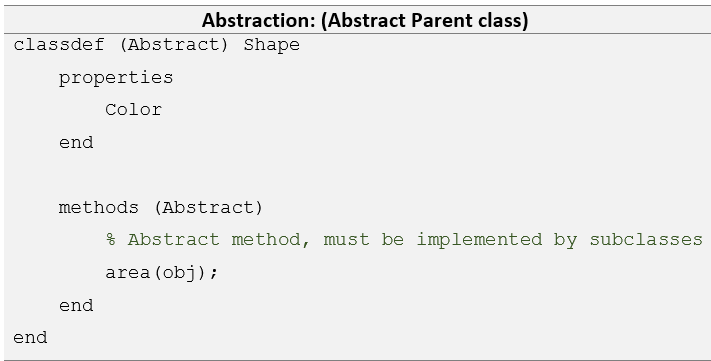 Abstraction: (Abstract Parent class)
classdef (Abstract) Shape
    properties
        Color
    end

    methods (Abstract)
        % Abstract method, must be implemented by subclasses
        area(obj);
    end
end